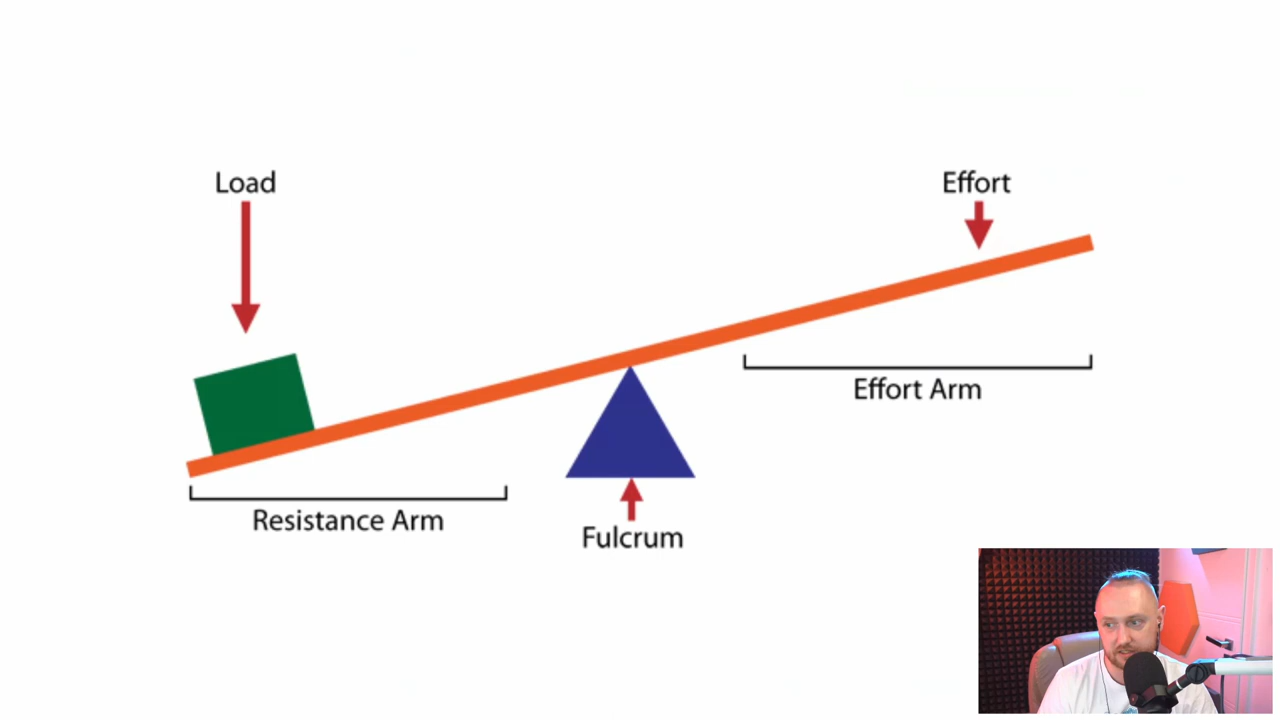 Load
Effort
Effort Arm
Resistance Arm
Fulcrum